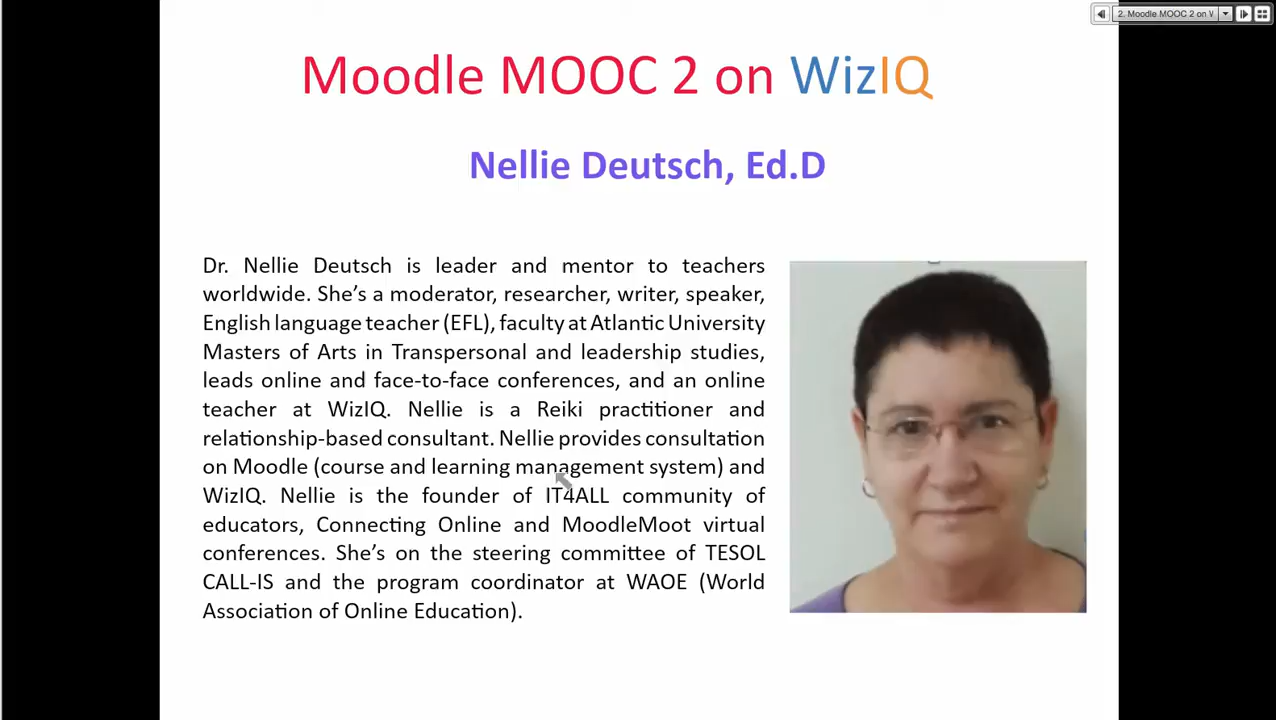 2. Moodle MOOC 2 on W
Moodle MOOC 2 on WizIQ
Nellie Deutsch, Ed.D
Dr. Nellie Deutsch is leader and mentor to teachers
worldwide. She’s a moderator, researcher, writer, speaker,
English language teacher (EFL), faculty at Atlantic University
Masters of Arts in Transpersonal and leadership studies,
leads online and face-to-face conferences, and an online
teacher at WizIQ. Nellie is a Reiki practitioner and
relationship-based consultant. Nellie provides consultation
on Moodle (course and learning management system) and
WizIQ. Nellie is the founder of IT4ALL community of
educators, Connecting Online and MoodleMoot virtual
conferences. She’s on the steering committee of TESOL
CALL-IS and the program coordinator at WAOE (World
Association of Online Education).